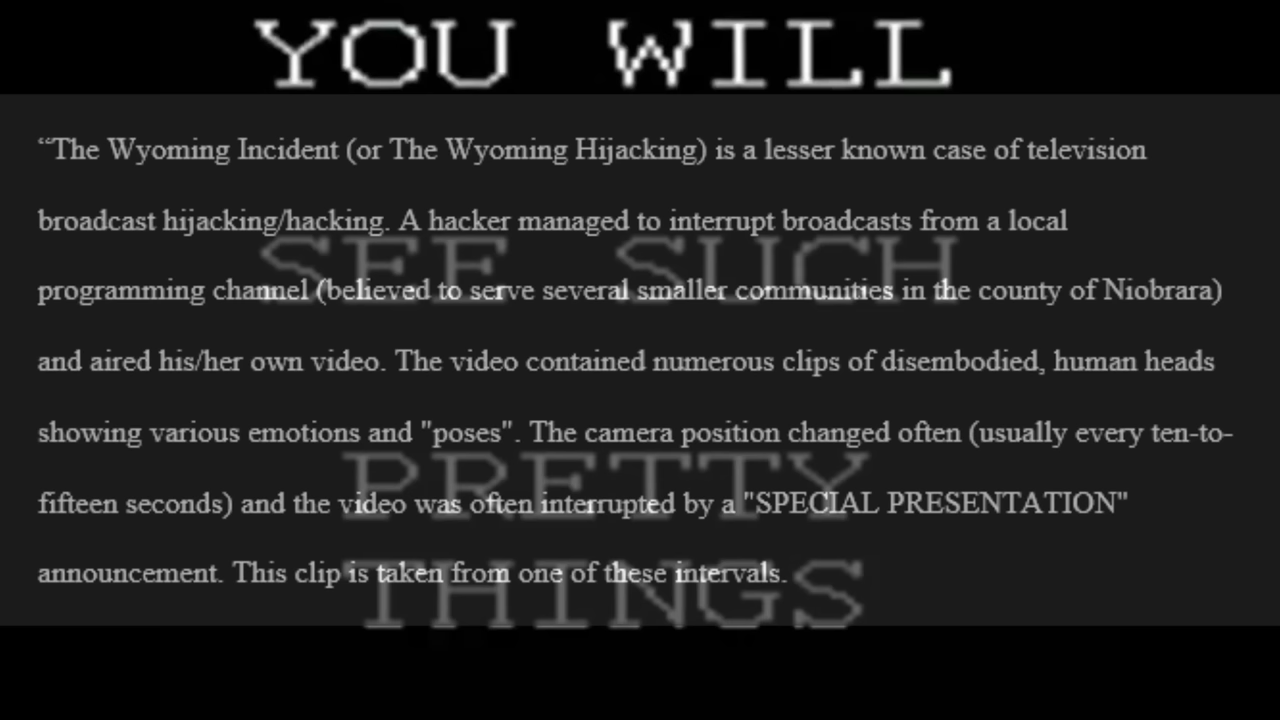 YOU WILL
“The Wyoming Incident (or The Wyoming Hijacking) is a lesser known case of television
broadcast hijacking/hacking. A hacker managed to interrupt broadcasts from a local
SEE SUCH
programming channel (believed to serve several smaller communities in the county of Niobrara)
and aired his/her own video. The video contained numerous clips of disembodied, human heads
showing various emotions and "poses". The camera position changed often (usually every ten-to-
PRETTY
fifteen seconds) and the video was often interrupted by a "SPECIAL PRESENTATION"
announcement. This clip is taken from one of these intervals.
THINGS